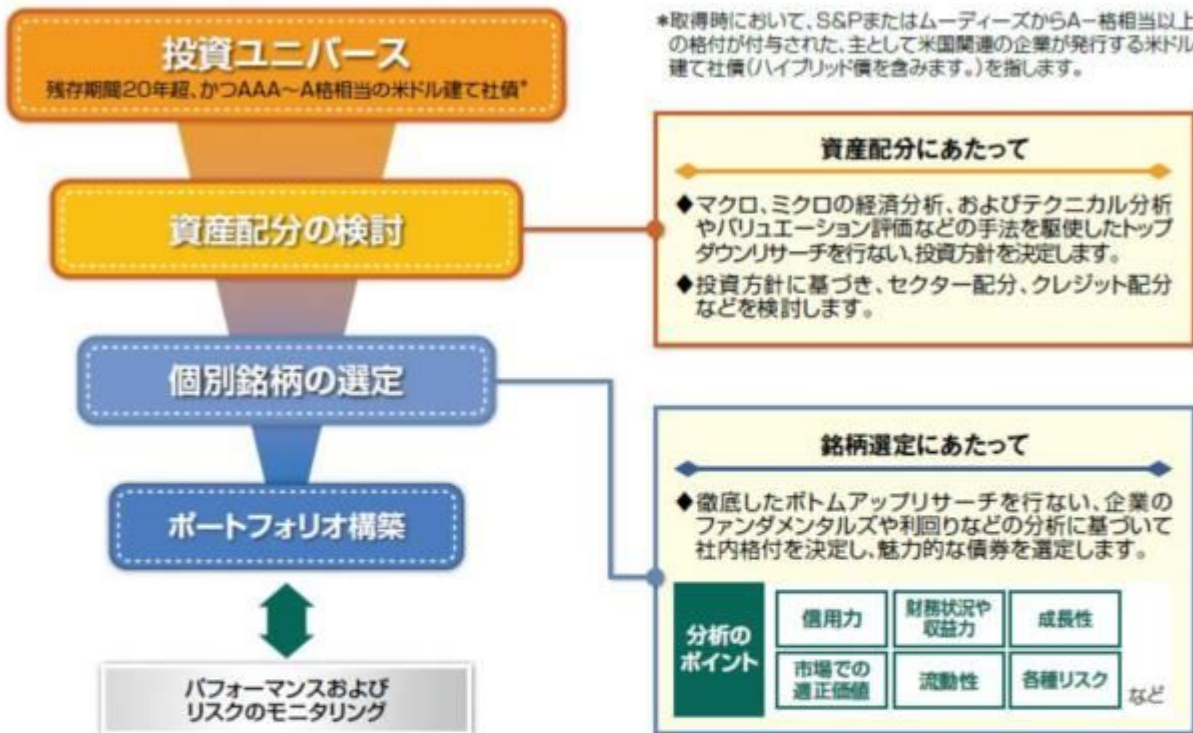 投資ユニバース
残存期間20年超、かつAAA~A格相当の米ドル建て社債*
*取得時において、S&PまたはムーディーズからA-格相当以上
の格付が付与された、主として米国関連の企業が発行する米ドル
建て社債(ハイブリッド債を含みます。)を指します。
資産配分の検討
資産配分にあたって
◆マクロ、ミクロの経済分析、およびテクニカル分析
やバリュエーション評価などの手法を駆使したトップ
ダウンリサーチを行ない、投資方針を決定します。
◆投資方針に基づき、セクター配分、クレジット配分
などを検討します。
個別銘柄の選定
銘柄選定にあたって
◆徹底したボトムアップリサーチを行ない、企業の
ファンダメンタルズや利回りなどの分析に基づいて
社内格付を決定し、魅力的な債券を選定します。
分析の
ポイント
信用力
財務状況や
収益力
成長性
市場での
適正価値
流動性
各種リスク
など
ポートフォリオ構築
パフォーマンスおよび
リスクのモニタリング